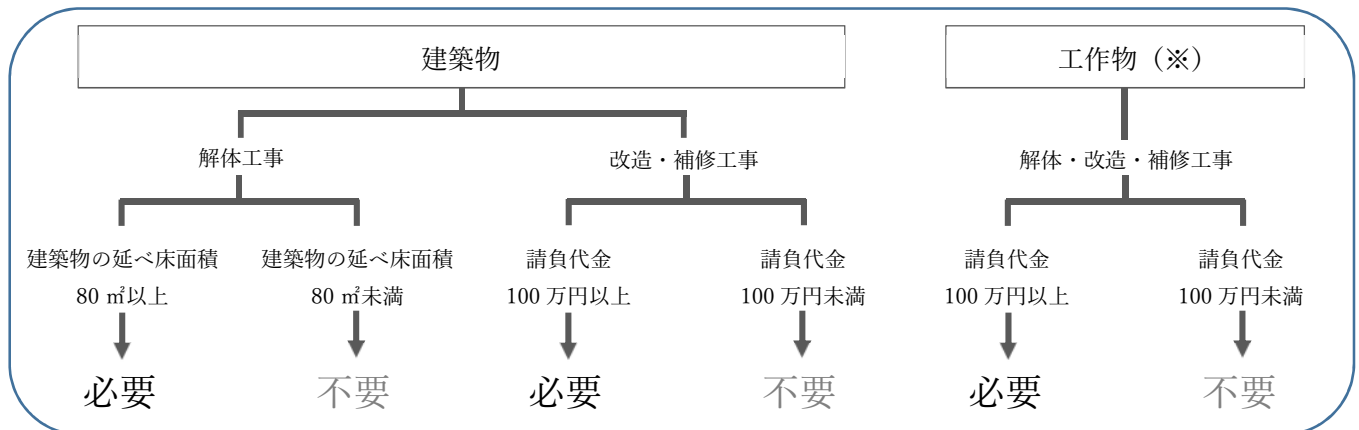 建築物
工作物（※）
解体工事
改造・補修工事
解体・改造・補修工事
建築物の延べ床面積
80 ㎡以上
建築物の延べ床面積
80 ㎡未満
請負代金
100 万円以上
請負代金
100 万円未満
請負代金
100 万円以上
請負代金
100 万円未満
必要
不要
必要
不要
必要
不要